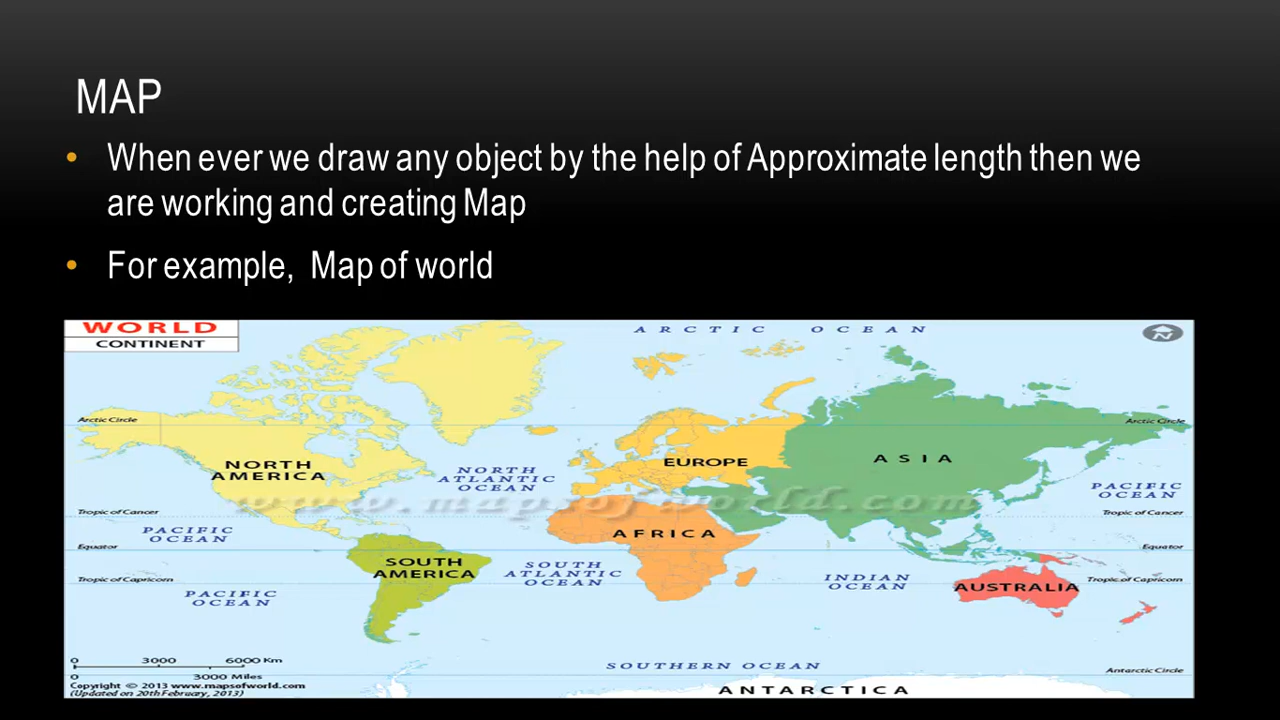 MAP
• When ever we draw any object by the help of Approximate length then we
are working and creating Map
• For example, Map of world
WORLD
CONTINENT
ARCTIC OCEAN
N
Arctic Circle
Arctic Circle
NORTH
AMERICA
NORTH
ATLANTIC
OCEAN
EUROPE
ASIA
PACIFIC
OCEAN
www.mapsofworld.com
Tropic of Cancer
Tropic of Cancer
PACIFIC
OCEAN
AFRICA
Equator
Equator
SOUTH
AMERICA
SOUTH
ATLANTIC
OCEAN
INDIAN
OCEAN
AUSTRALIA
Tropic of Capricorn
Tropic of Capricorn
PACIFIC
OCEAN
0 3000 6000 Km
0 3000 Miles
SOUTHERN OCEAN
Antarctic Circle
Copyright © 2013 www.mapsofworld.com
(Updated on 20th February, 2013)
ANTARCTICA